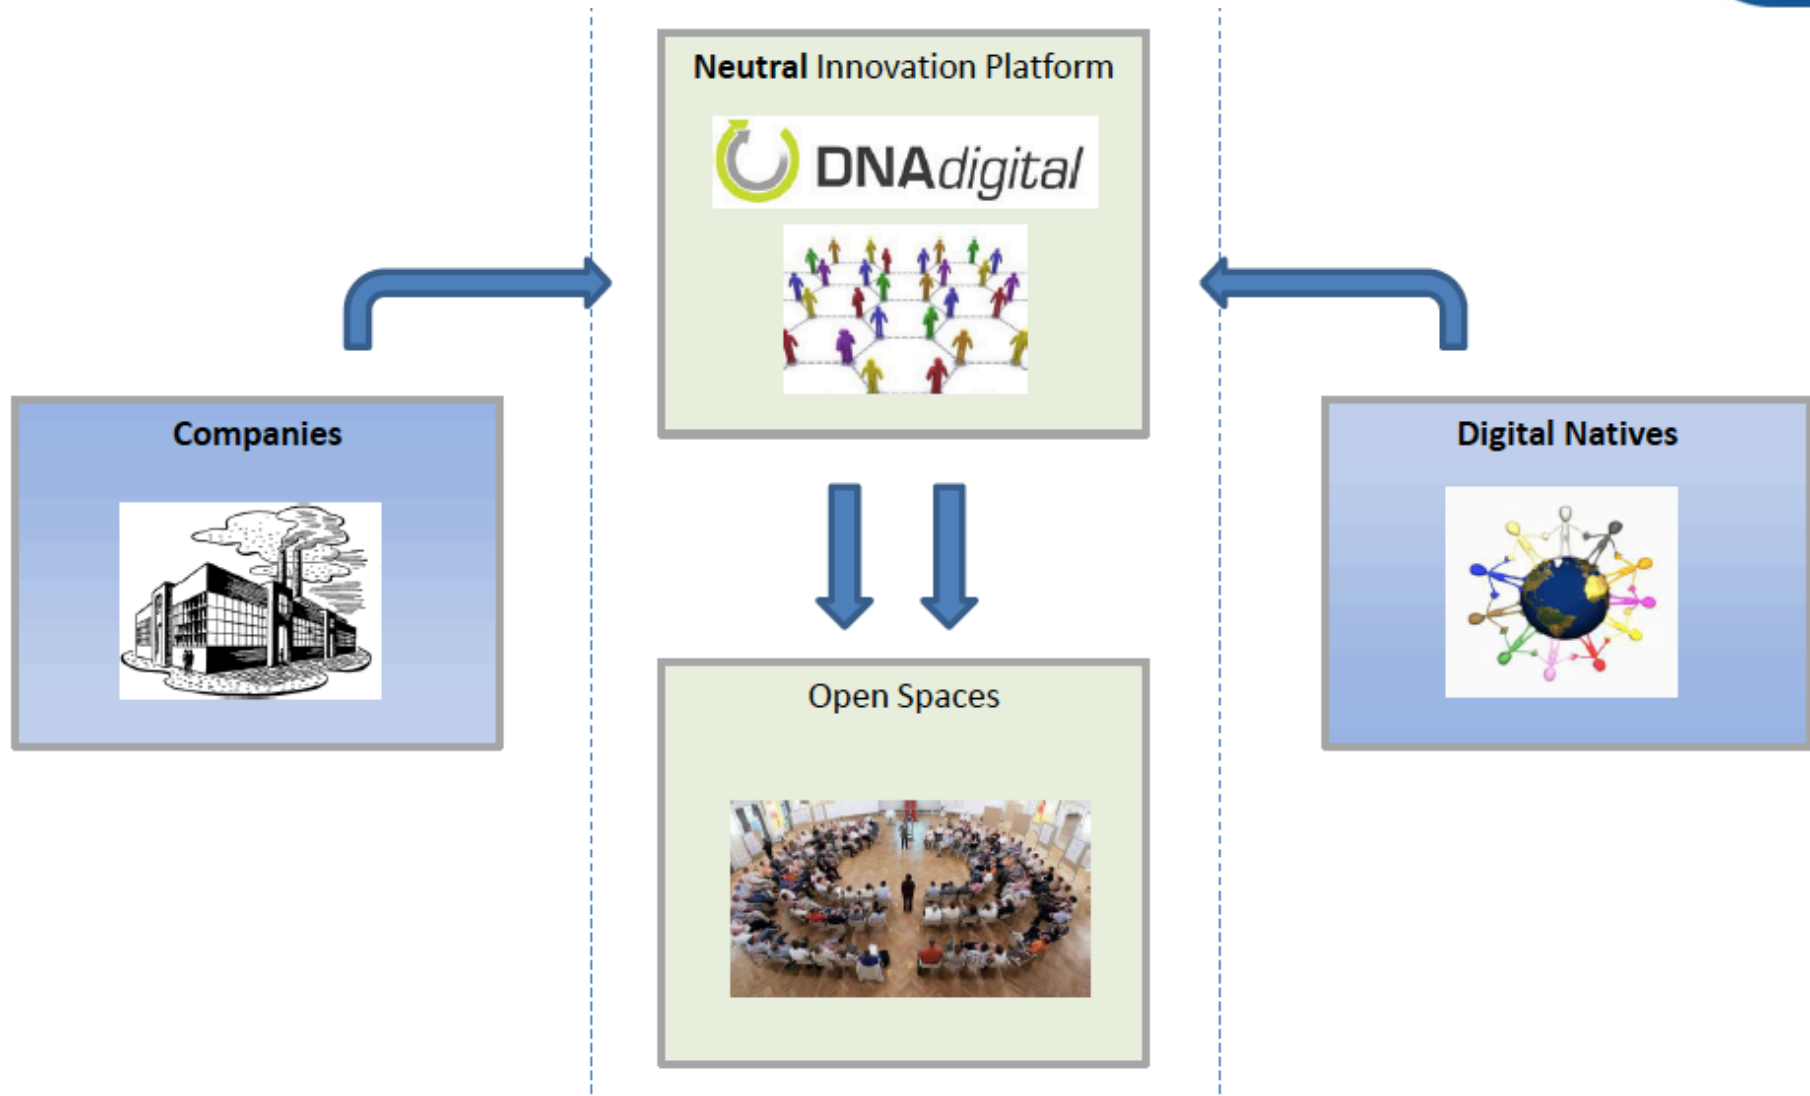 Neutral Innovation Platform
DNAdigital
Companies
Digital Natives
Open Spaces